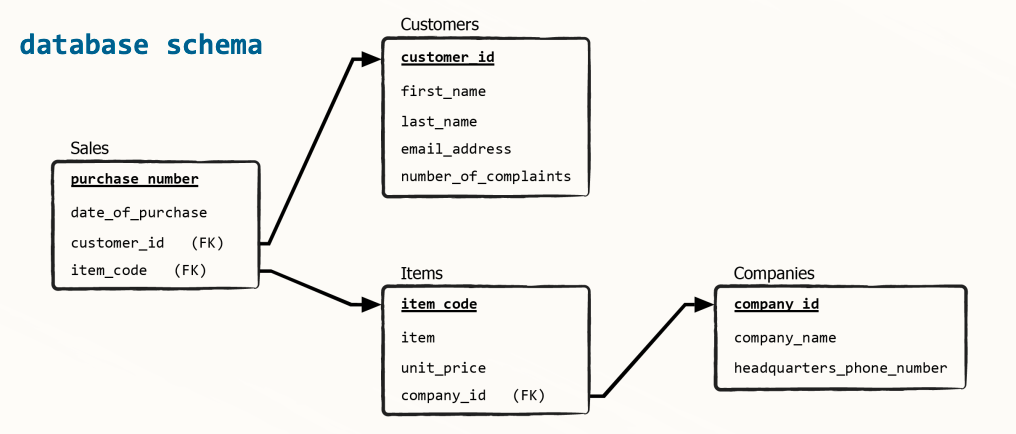 database schema
Customers
customer_id
first_name
last_name
email_address
number_of_complaints
Sales
purchase_number
date_of_purchase
customer_id (FK)
item_code (FK)
Items
item_code
item
unit_price
company_id (FK)
Companies
company_id
company_name
headquarters_phone_number